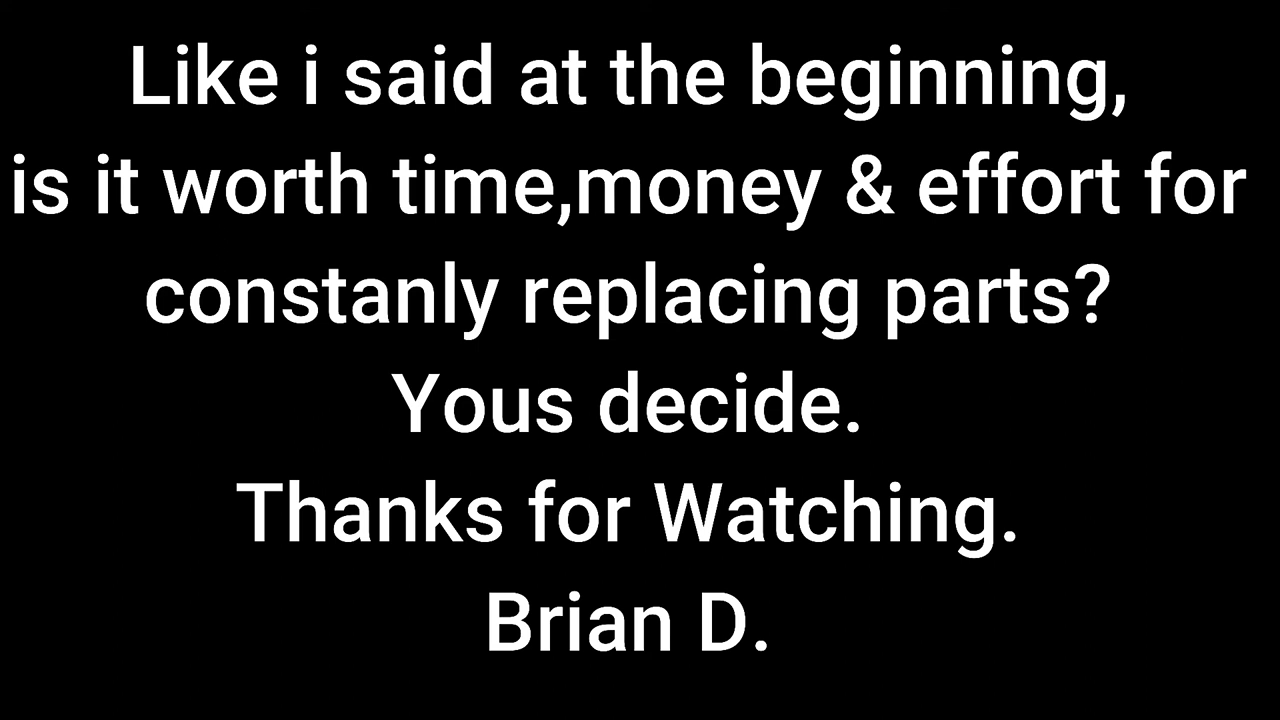 Like i said at the beginning,
is it worth time,money & effort for
constanly replacing parts?
Yous decide.
Thanks for Watching.
Brian D.